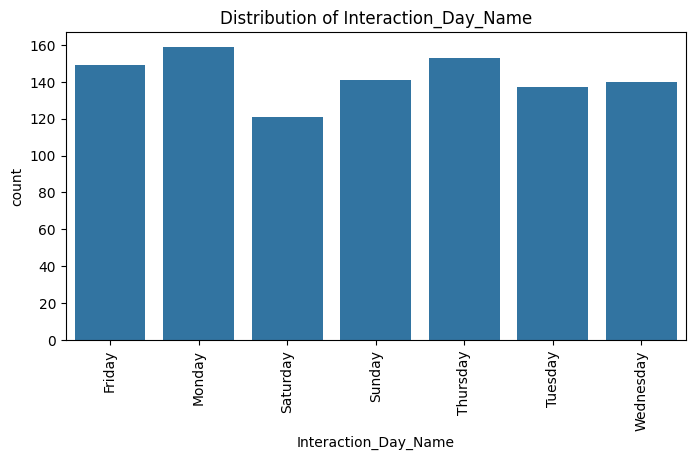 Distribution of Interaction_Day_Name
160
140
120
100
80
60
40
20
0
count
Friday
Monday
Saturday
Sunday
Thursday
Tuesday
Wednesday
Interaction_Day_Name